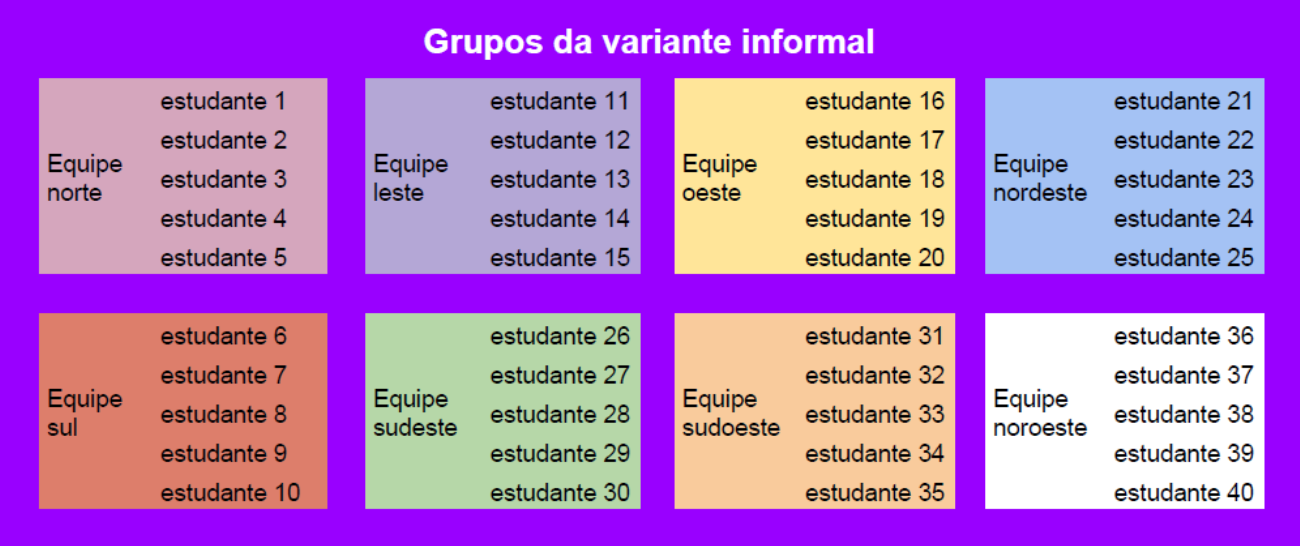 Grupos da variante informal
Equipe
norte
estudante 1
estudante 2
estudante 3
estudante 4
estudante 5
Equipe
leste
estudante 11
estudante 12
estudante 13
estudante 14
estudante 15
Equipe
oeste
estudante 16
estudante 17
estudante 18
estudante 19
estudante 20
Equipe
nordeste
estudante 21
estudante 22
estudante 23
estudante 24
estudante 25
Equipe
sul
estudante 6
estudante 7
estudante 8
estudante 9
estudante 10
Equipe
sudeste
estudante 26
estudante 27
estudante 28
estudante 29
estudante 30
Equipe
sudoeste
estudante 31
estudante 32
estudante 33
estudante 34
estudante 35
Equipe
noroeste
estudante 36
estudante 37
estudante 38
estudante 39
estudante 40